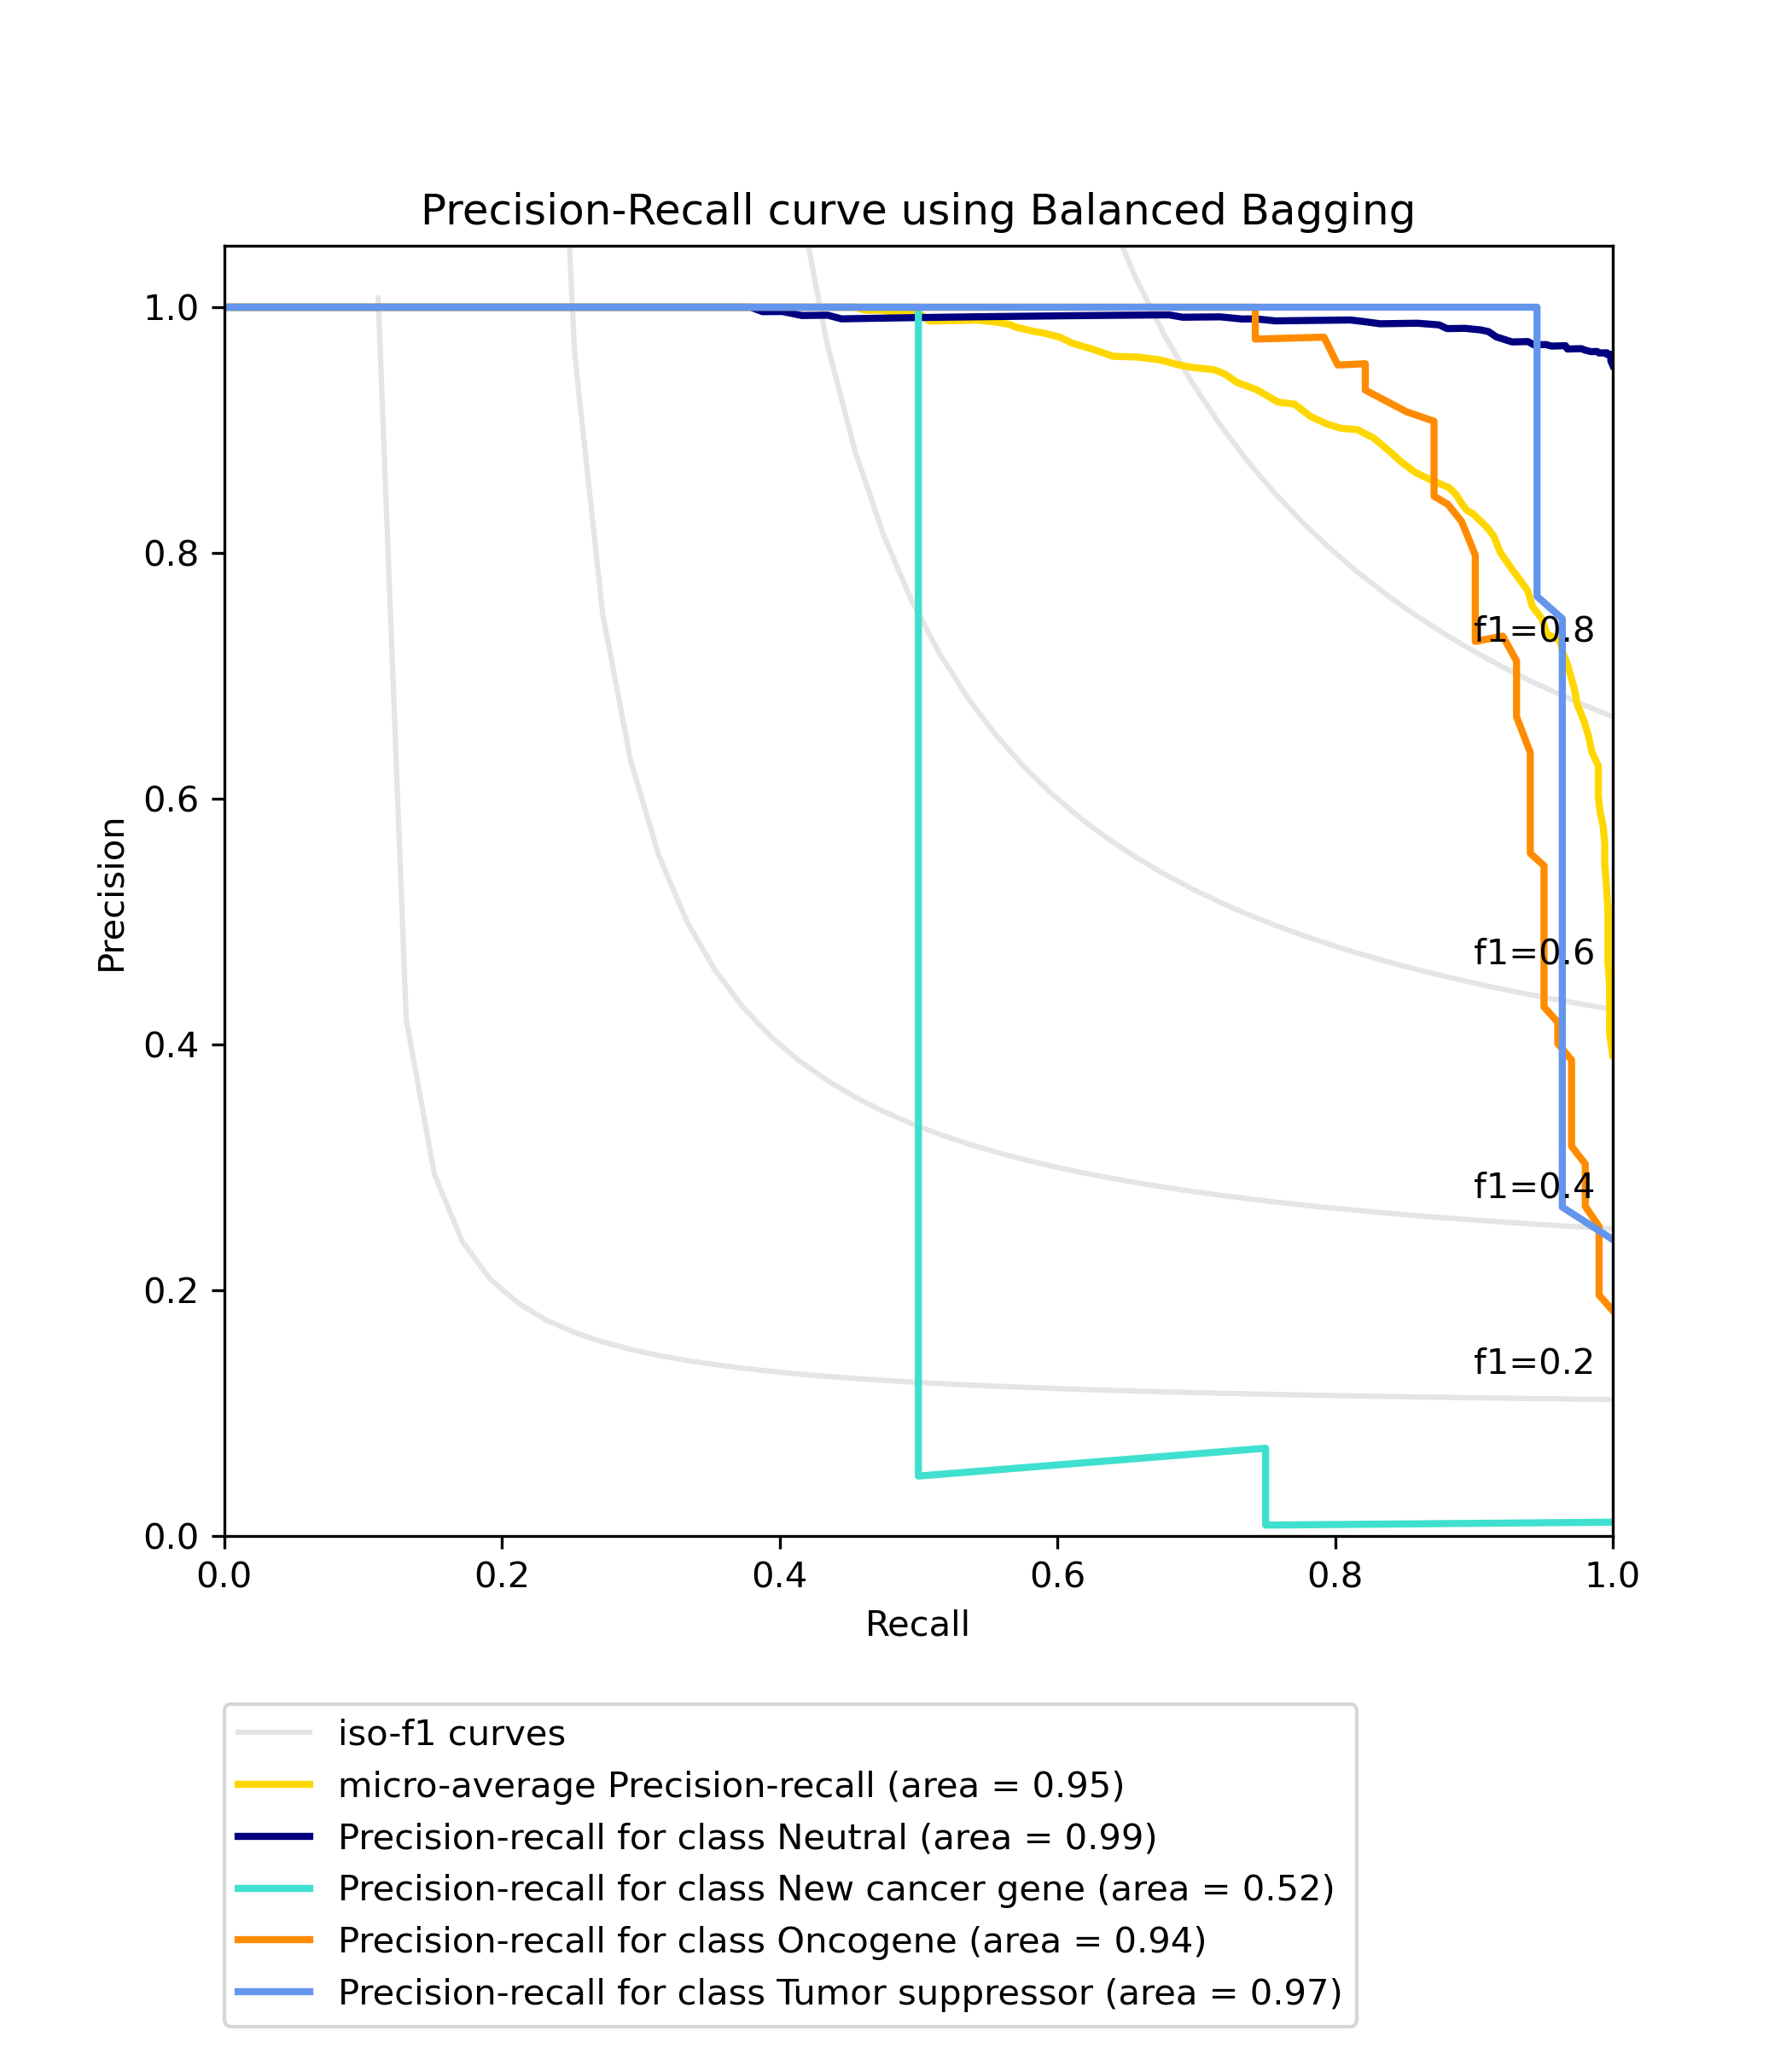 Precision-Recall curve using Balanced Bagging
1.0
0.8
0.6
0.4
0.2
0.0
Precision
f1=0.8
f1=0.6
f1=0.4
f1=0.2
0.0 0.2 0.4 0.6 0.8 1.0
Recall
iso-f1 curves
micro-average Precision-recall (area = 0.95)
Precision-recall for class Neutral (area = 0.99)
Precision-recall for class New cancer gene (area = 0.52)
Precision-recall for class Oncogene (area = 0.94)
Precision-recall for class Tumor suppressor (area = 0.97)